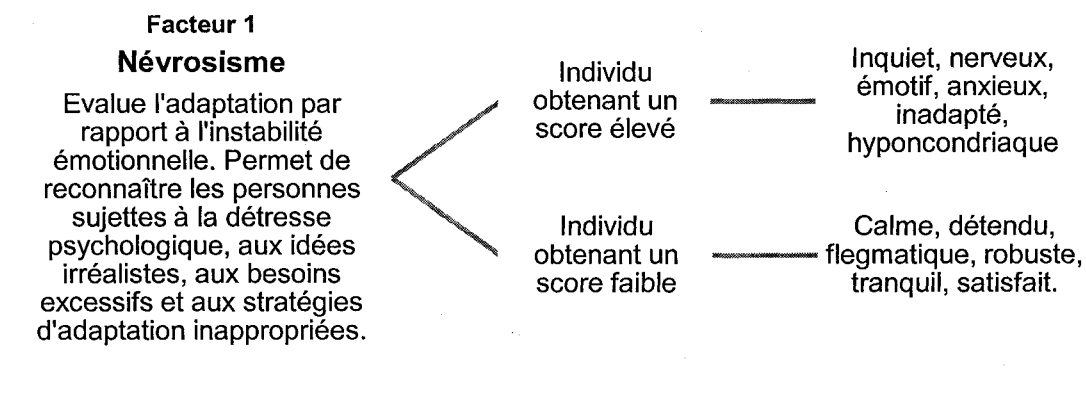 Facteur 1
Névrosisme
Evalue l'adaptation par
rapport à l'instabilité
émotionnelle. Permet de
reconnaître les personnes
sujettes à la détresse
psychologique, aux idées
irréalistes, aux besoins
excessifs et aux stratégies
d'adaptation inappropriées.
Individu
obtenant un
score élevé
Inquiet, nerveux,
émotif, anxieux,
inadapté,
hyponcondriaque
Individu
obtenant un
score faible
Calme, détendu,
flegmatique, robuste,
tranquil, satisfait.